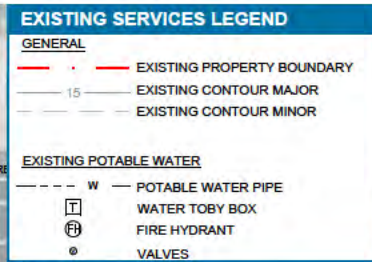 EXISTING SERVICES LEGEND
GENERAL
EXISTING PROPERTY BOUNDARY
15 EXISTING CONTOUR MAJOR
EXISTING CONTOUR MINOR
EXISTING POTABLE WATER
W POTABLE WATER PIPE
T WATER TOBY BOX
FH FIRE HYDRANT
VALVES